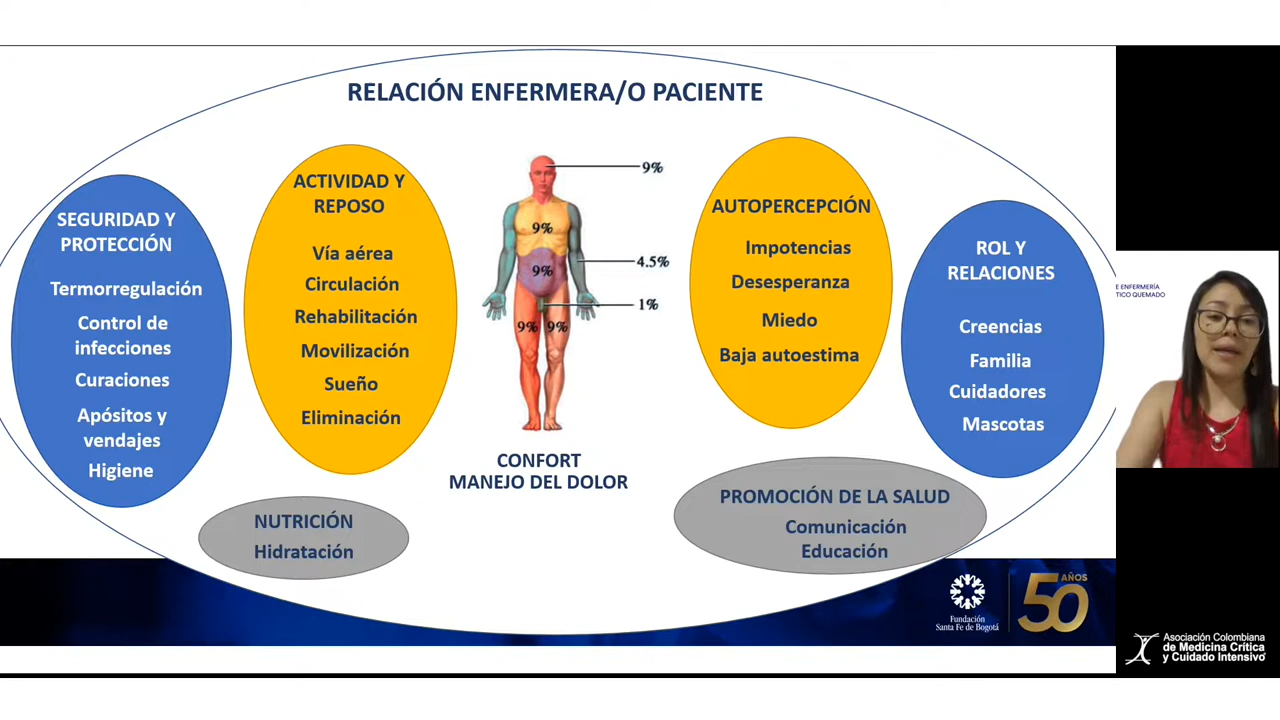 RELACIÓN ENFERMERA/O PACIENTE
SEGURIDAD Y
PROTECCIÓN
Termorregulación
Control de
infecciones
Curaciones
Apósitos y
vendajes
Higiene
ACTIVIDAD Y
REPOSO
Vía aérea
Circulación
Rehabilitación
Movilización
Sueño
Eliminación
9%
9%
9%
4.5%
1%
9%
9%
CONFORT
MANEJO DEL DOLOR
AUTOPERCEPCIÓN
Impotencias
Desesperanza
Miedo
Baja autoestima
ROL Y
RELACIONES
Creencias
Familia
Cuidadores
Mascotas
NUTRICIÓN
Hidratación
PROMOCIÓN DE LA SALUD
Comunicación
Educación
Fundación
Santa Fe de Bogotá
50 AÑOS
E ENFERMERÍA
TICO QUEMADO
Asociación Colombiana
de Medicina Crítica
y Cuidado Intensivo